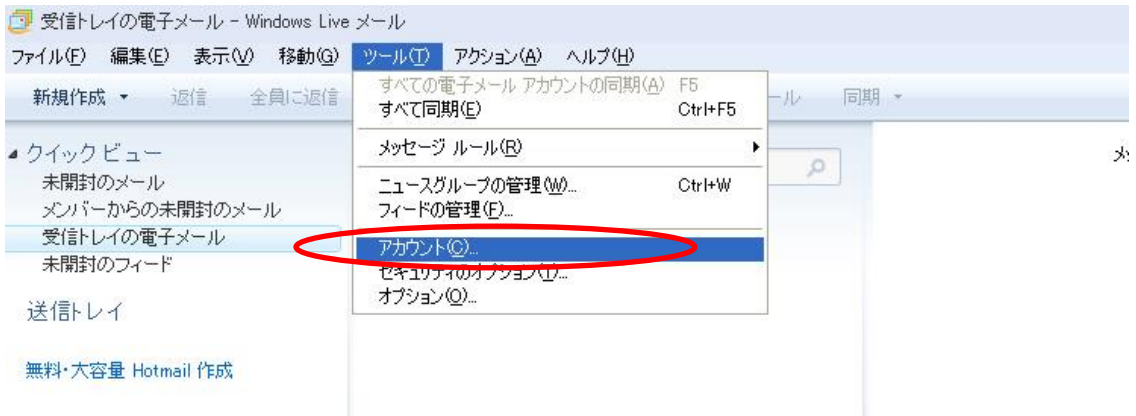 受信トレイの電子メール - Windows Live メール
ファイル(F) 編集(E) 表示(V) 移動(G) ツール(T) アクション(A) ヘルプ(H)
新規作成 返信 全員に返信 ール 同期
すべての電子メール アカウントの同期(A) F5
すべて同期(E) Ctrl+F5
メッセージ ルール(R)
ニュースグループの管理(W)... Ctrl+W
フィードの管理(F)...
アカウント(C)...
セキュリティのオプション(T)...
オプション(O)...
クイック ビュー
未開封のメール
メンバーからの未開封のメール
受信トレイの電子メール
未開封のフィード
送信トレイ
無料・大容量 Hotmail 作成